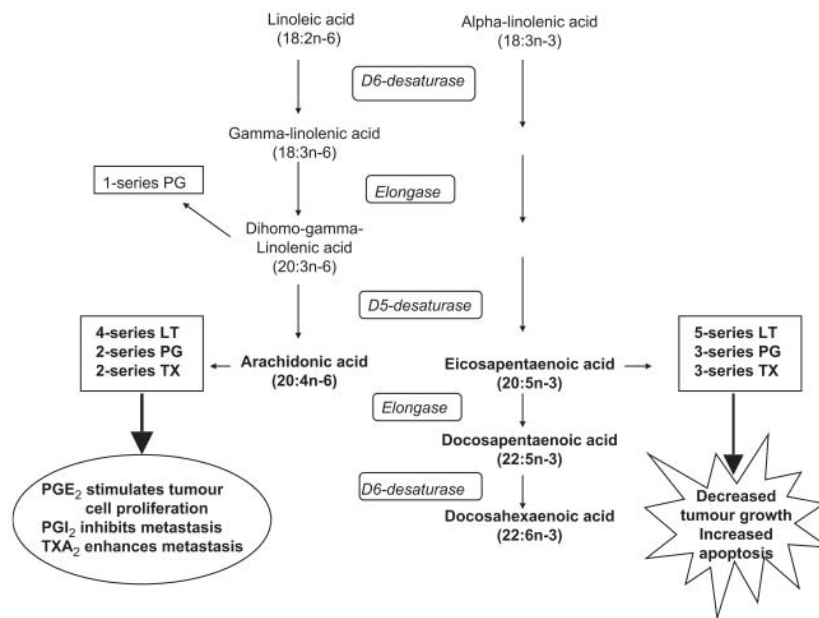 Linoleic acid
(18:2n-6)
Alpha-linolenic acid
(18:3n-3)
D6-desaturase
Gamma-linolenic acid
(18:3n-6)
1-series PG
Elongase
Dihomo-gamma-
Linolenic acid
(20:3n-6)
D5-desaturase
4-series LT
2-series PG
2-series TX
Arachidonic acid
(20:4n-6)
Eicosapentaenoic acid
(20:5n-3)
5-series LT
3-series PG
3-series TX
Elongase
Docosapentaenoic acid
(22:5n-3)
D6-desaturase
Docosahexaenoic acid
(22:6n-3)
PGE₂ stimulates tumour
cell proliferation
PGI₂ inhibits metastasis
TXA₂ enhances metastasis
Decreased
tumour growth
Increased
apoptosis